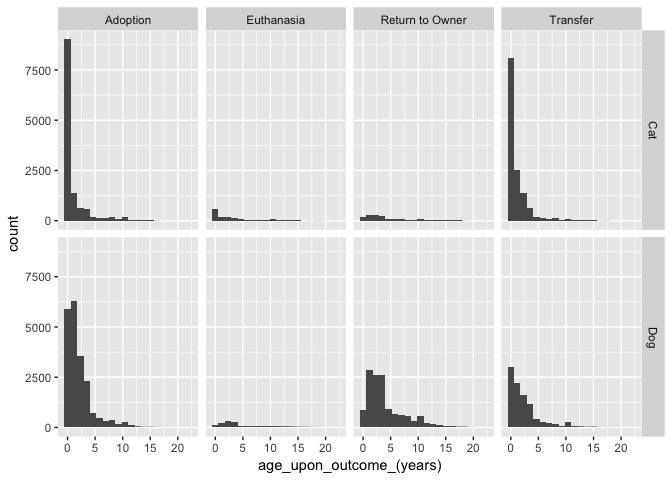 Adoption Euthanasia Return to Owner Transfer
7500
5000
2500
0
Cat
7500
5000
2500
0
Dog
count
0 5 10 15 20 0 5 10 15 20 0 5 10 15 20 0 5 10 15 20
age_upon_outcome_(years)